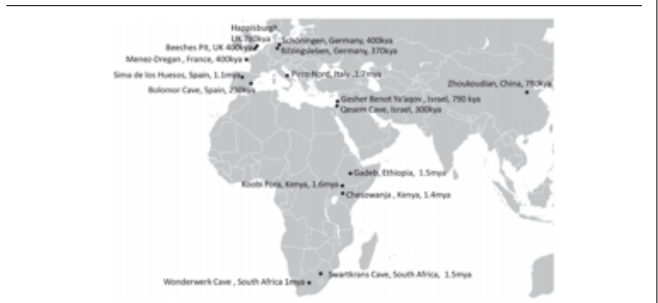 Happisburgh,
UK 780kya
Schoningen, Germany, 400kya
Beeches Pit, UK 400kya
Bilzingsleben, Germany, 370kya
Menez-Dregan , France, 400kya
Pirro Nord, Italy ,1.7mya
Sima de los Huesos, Spain, 1.1mya
Bolomor Cave, Spain, 230kya
Zhoukoudian, China, 780kya
Gesher Benot Ya'aqov , Israel, 790 kya
Qesem Cave, Israel, 300kya
Gadeb, Ethiopia, 1.5mya
Koobi Fora, Kenya, 1.6mya
Chesowanja , Kenya, 1.4mya
Swartkrans Cave, South Africa, 1.5mya
Wonderwerk Cave , South Africa 1mya